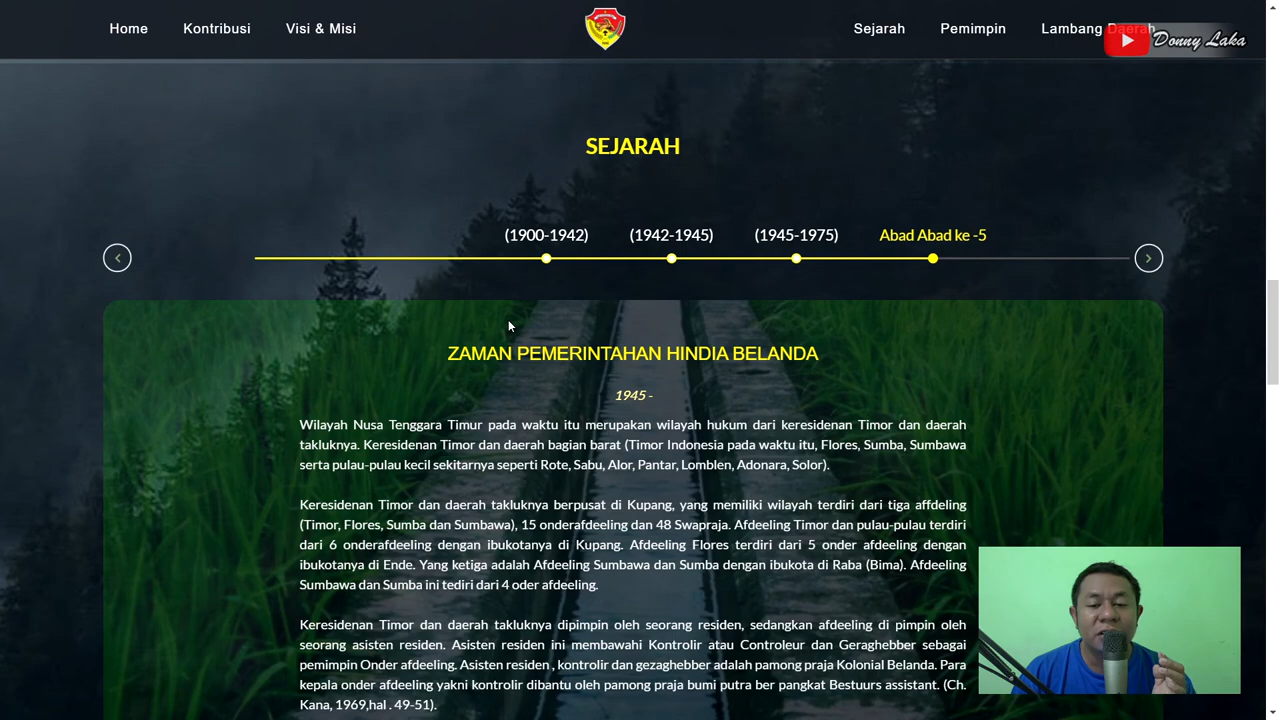 Home Kontribusi Visi & Misi Sejarah Pemimpin Lambang Daerah
Donny Laka
SEJARAH
(1900-1942) (1942-1945) (1945-1975) Abad Abad ke -5
ZAMAN PEMERINTAHAN HINDIA BELANDA
1945 -
Wilayah Nusa Tenggara Timur pada waktu itu merupakan wilayah hukum dari keresidenan Timor dan daerah
takluknya. Keresidenan Timor dan daerah bagian barat (Timor Indonesia pada waktu itu, Flores, Sumba, Sumbawa
serta pulau-pulau kecil sekitarnya seperti Rote, Sabu, Alor, Pantar, Lomblen, Adonara, Solor).
Keresidenan Timor dan daerah takluknya berpusat di Kupang, yang memiliki wilayah terdiri dari tiga affdeling
(Timor, Flores, Sumba dan Sumbawa), 15 onderafdeeling dan 48 Swapraja. Afdeeling Timor dan pulau-pulau terdiri
dari 6 onderafdeeling dengan ibukotanya di Kupang. Afdeeling Flores terdiri dari 5 onder afdeeling dengan
ibukotanya di Ende. Yang ketiga adalah Afdeeling Sumbawa dan Sumba dengan ibukota di Raba (Bima). Afdeeling
Sumbawa dan Sumba ini tediri dari 4 oder afdeeling.
Keresidenan Timor dan daerah takluknya dipimpin oleh seorang residen, sedangkan afdeeling di pimpin oleh
seorang asisten residen. Asisten residen ini membawahi Kontrolir atau Controleur dan Geraghebber sebagai
pemimpin Onder afdeeling. Asisten residen , kontrolir dan gezaghebber adalah pamong praja Kolonial Belanda. Para
kepala onder afdeeling yakni kontrolir dibantu oleh pamong praja bumi putra ber pangkat Bestuurs assistant. (Ch.
Kana, 1969,hal . 49-51).